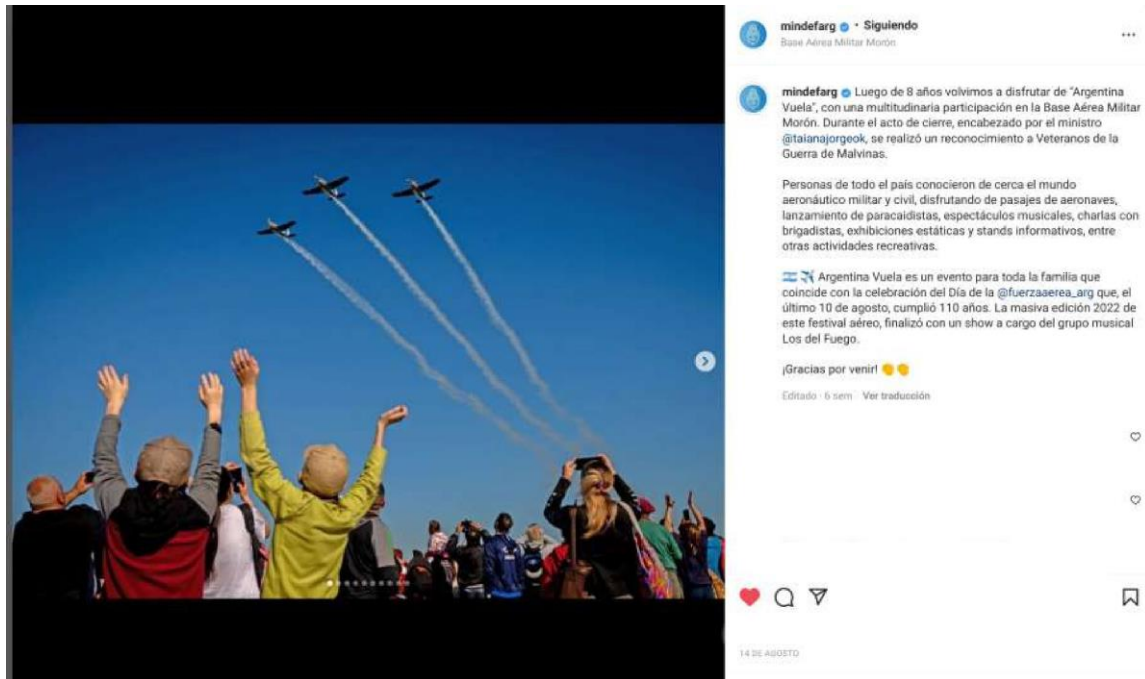 mindefarg • Siguiendo
Base Aérea Militar Morón
mindefarg Luego de 8 años volvimos a disfrutar de "Argentina
Vuela", con una multitudinaria participación en la Base Aérea Militar
Morón. Durante el acto de cierre, encabezado por el ministro
@taianajorgeok, se realizó un reconocimiento a Veteranos de la
Guerra de Malvinas.
Personas de todo el país conocieron de cerca el mundo
aeronáutico militar y civil, disfrutando de pasajes de aeronaves,
lanzamiento de paracaidistas, espectáculos musicales, charlas con
brigadistas, exhibiciones estáticas y stands informativos, entre
otras actividades recreativas.
🇦🇷 ✈️ Argentina Vuela es un evento para toda la familia que
coincide con la celebración del Día de la @fuerzaaerea_arg que, el
último 10 de agosto, cumplió 110 años. La masiva edición 2022 de
este festival aéreo, finalizó con un show a cargo del grupo musical
Los del Fuego.
¡Gracias por venir! 👏 👏
Editado · 6 sem Ver traducción
14 DE AGOSTO